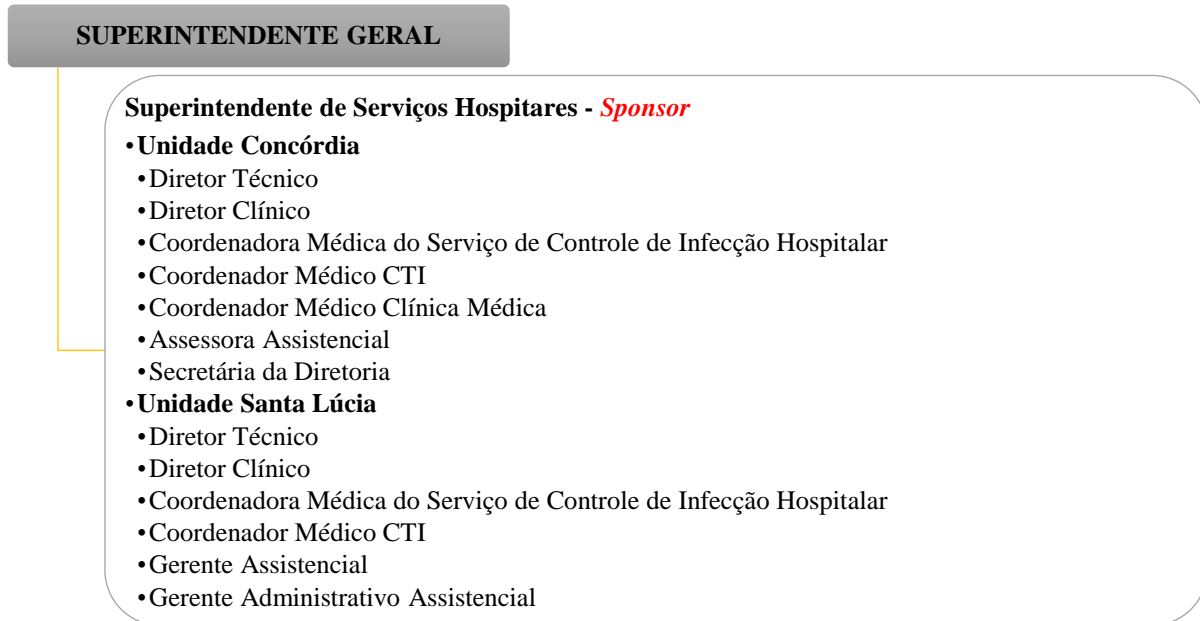 SUPERINTENDENTE GERAL
Superintendente de Serviços Hospitares - Sponsor
•Unidade Concórdia
•Diretor Técnico
•Diretor Clínico
•Coordenadora Médica do Serviço de Controle de Infecção Hospitalar
•Coordenador Médico CTI
•Coordenador Médico Clínica Médica
•Assessora Assistencial
•Secretária da Diretoria
•Unidade Santa Lúcia
•Diretor Técnico
•Diretor Clínico
•Coordenadora Médica do Serviço de Controle de Infecção Hospitalar
•Coordenador Médico CTI
•Gerente Assistencial
•Gerente Administrativo Assistencial